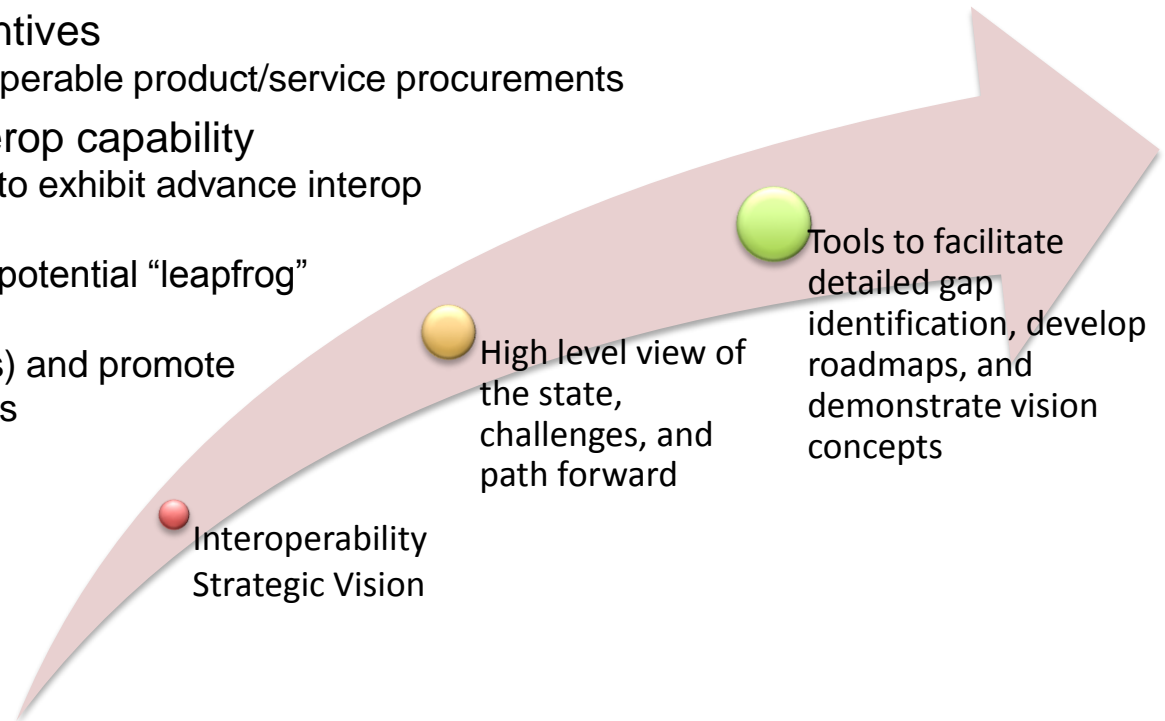 ntives
perable product/service procurements
erop capability
to exhibit advance interop
potential “leapfrog”
s) and promote
s
Tools to facilitate
detailed gap
identification, develop
roadmaps, and
demonstrate vision
concepts
High level view of
the state,
challenges, and
path forward
Interoperability
Strategic Vision